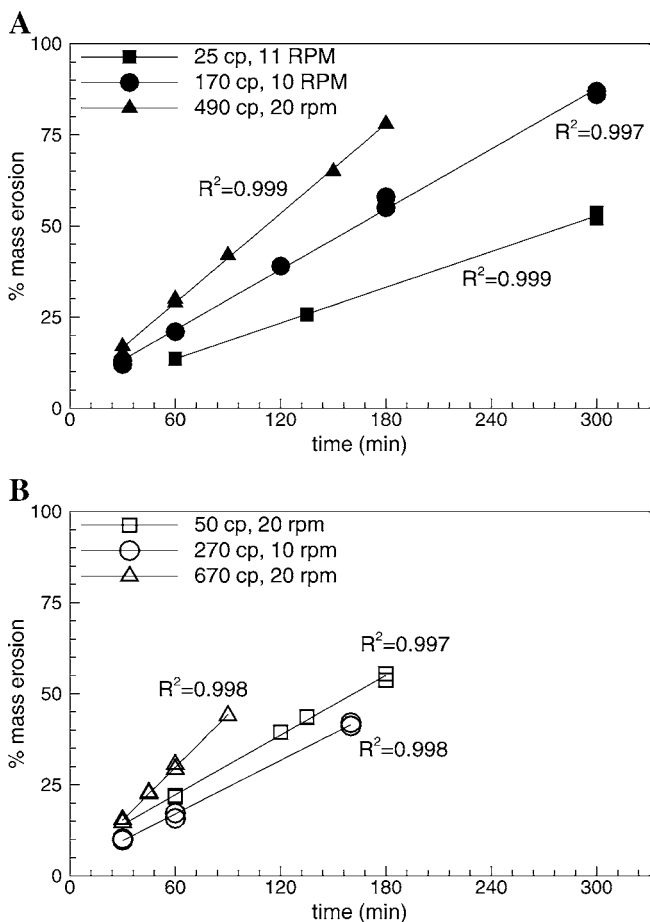 A
100
75
50
25
0
% mass erosion
25 cp, 11 RPM
170 cp, 10 RPM
490 cp, 20 rpm
R²=0.999
R²=0.997
R²=0.999
0 60 120 180 240 300
time (min)
B
100
75
50
25
0
% mass erosion
50 cp, 20 rpm
270 cp, 10 rpm
670 cp, 20 rpm
R²=0.998
R²=0.997
R²=0.998
0 60 120 180 240 300
time (min)